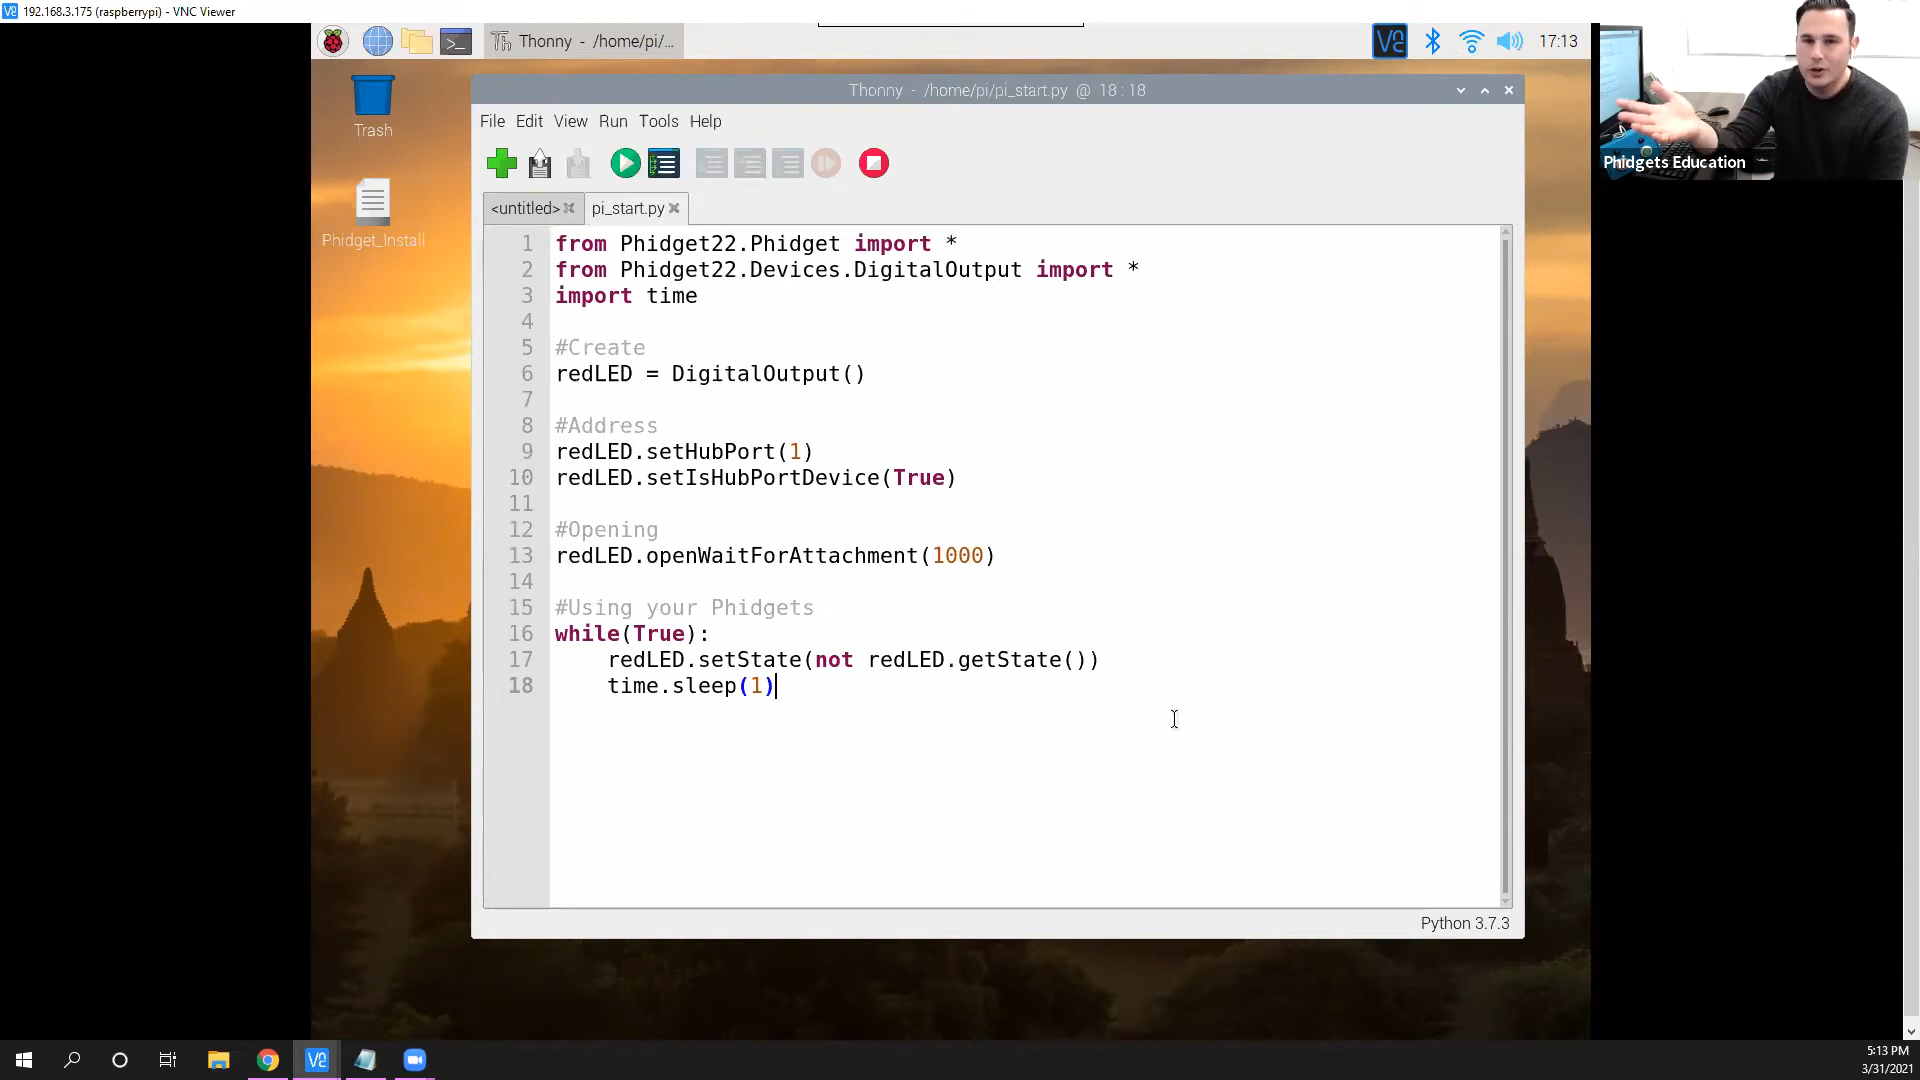 192.168.3.175 (raspberrypi) - VNC Viewer
Thonny - /home/pi/...
17:13
Trash
Phidget_Install
Thonny - /home/pi/pi_start.py @ 18 : 18
File Edit View Run Tools Help
<untitled>
pi_start.py
1 from Phidget22.Phidget import *
2 from Phidget22.Devices.DigitalOutput import *
3 import time
4
5 #Create
6 redLED = DigitalOutput()
7
8 #Address
9 redLED.setHubPort(1)
10 redLED.setIsHubPortDevice(True)
11
12 #Opening
13 redLED.openWaitForAttachment(1000)
14
15 #Using your Phidgets
16 while(True):
17     redLED.setState(not redLED.getState())
18     time.sleep(1)
Python 3.7.3
Phidgets Education
5:13 PM
3/31/2021